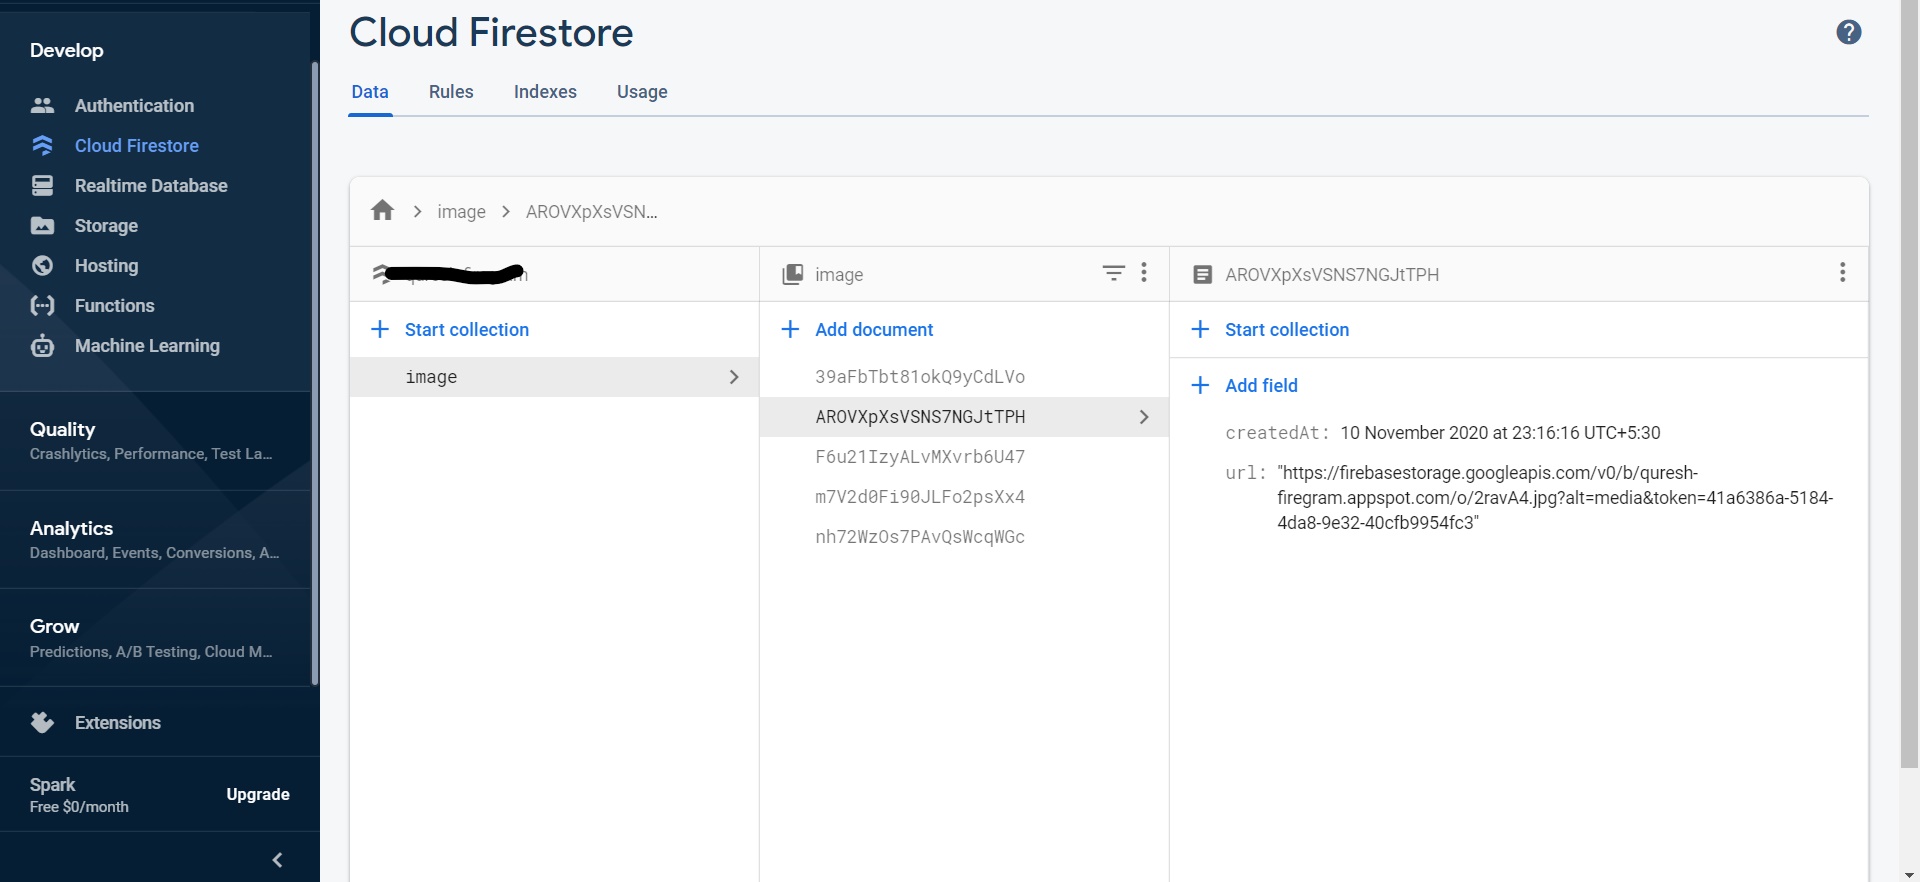 Develop
Authentication
Cloud Firestore
Realtime Database
Storage
Hosting
Functions
Machine Learning
Quality
Crashlytics, Performance, Test La...
Analytics
Dashboard, Events, Conversions, A...
Grow
Predictions, A/B Testing, Cloud M...
Extensions
Spark
Free $0/month
Upgrade
Cloud Firestore
Data Rules Indexes Usage
image AROVXpXsVSN...
image
AROVXpXsVSNS7NGJtTPH
Start collection
image
Add document
39aFbTbt81okQ9yCdLVo
AROVXpXsVSNS7NGJtTPH
F6u21IzyALvMXvrb6U47
m7V2d0Fi90JLFo2psXx4
nh72WzOs7PAvQsWcqWGc
Start collection
Add field
createdAt: 10 November 2020 at 23:16:16 UTC+5:30
url: "https://firebasestorage.googleapis.com/v0/b/quresh-
firegram.appspot.com/o/2ravA4.jpg?alt=media&token=41a6386a-5184-
4da8-9e32-40cfb9954fc3"